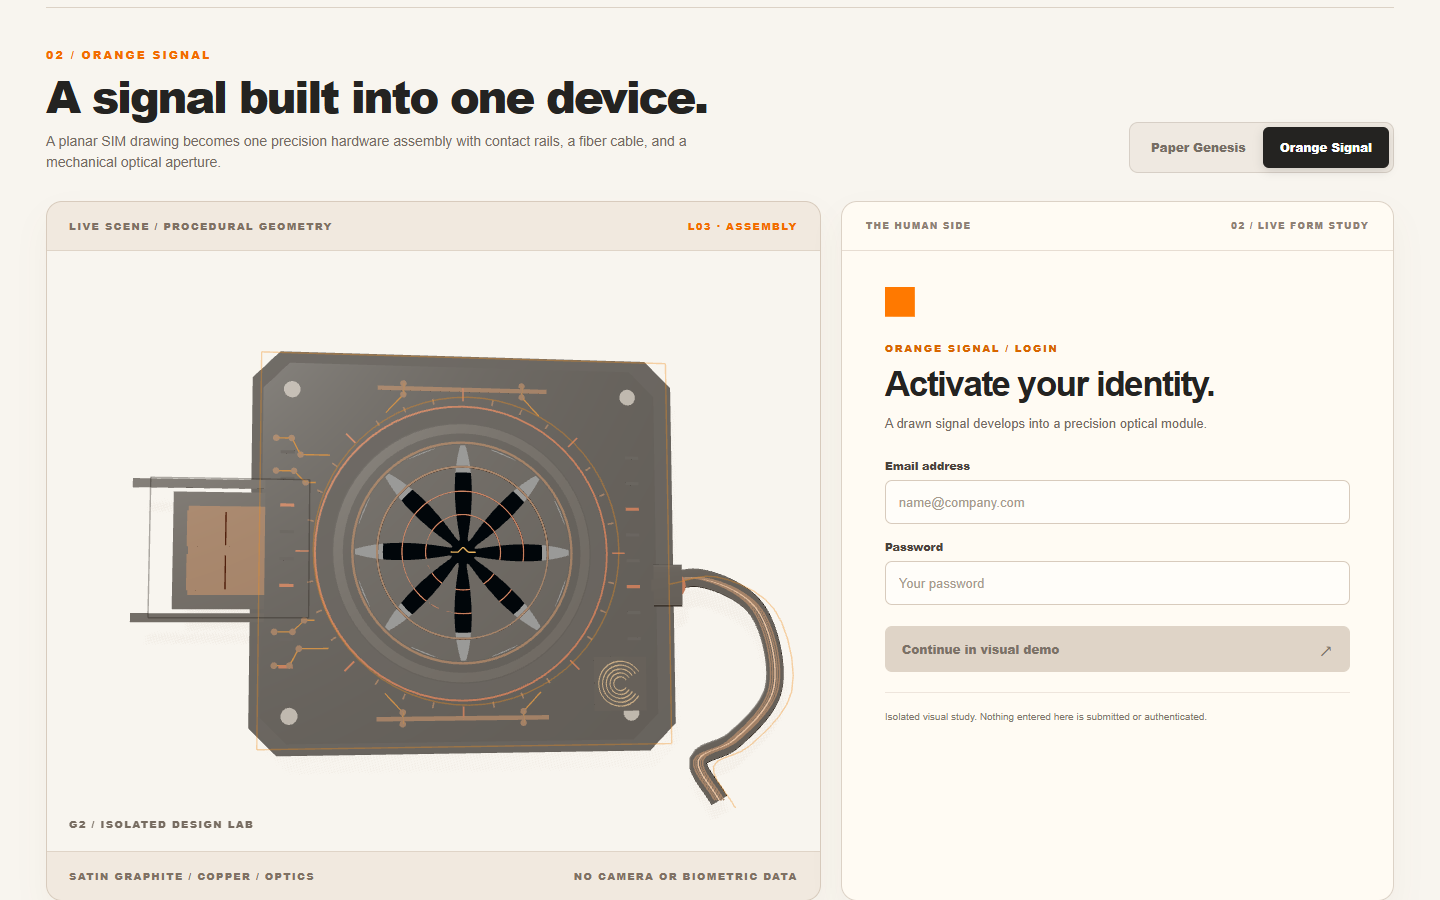 02 / ORANGE SIGNAL
A signal built into one device.
A planar SIM drawing becomes one precision hardware assembly with contact rails, a fiber cable, and a
mechanical optical aperture.
Paper Genesis
Orange Signal
LIVE SCENE / PROCEDURAL GEOMETRY
L03 · ASSEMBLY
G2 / ISOLATED DESIGN LAB
SATIN GRAPHITE / COPPER / OPTICS
NO CAMERA OR BIOMETRIC DATA
THE HUMAN SIDE
02 / LIVE FORM STUDY
ORANGE SIGNAL / LOGIN
Activate your identity.
A drawn signal develops into a precision optical module.
Email address
name@company.com
Password
Your password
Continue in visual demo ↗
Isolated visual study. Nothing entered here is submitted or authenticated.